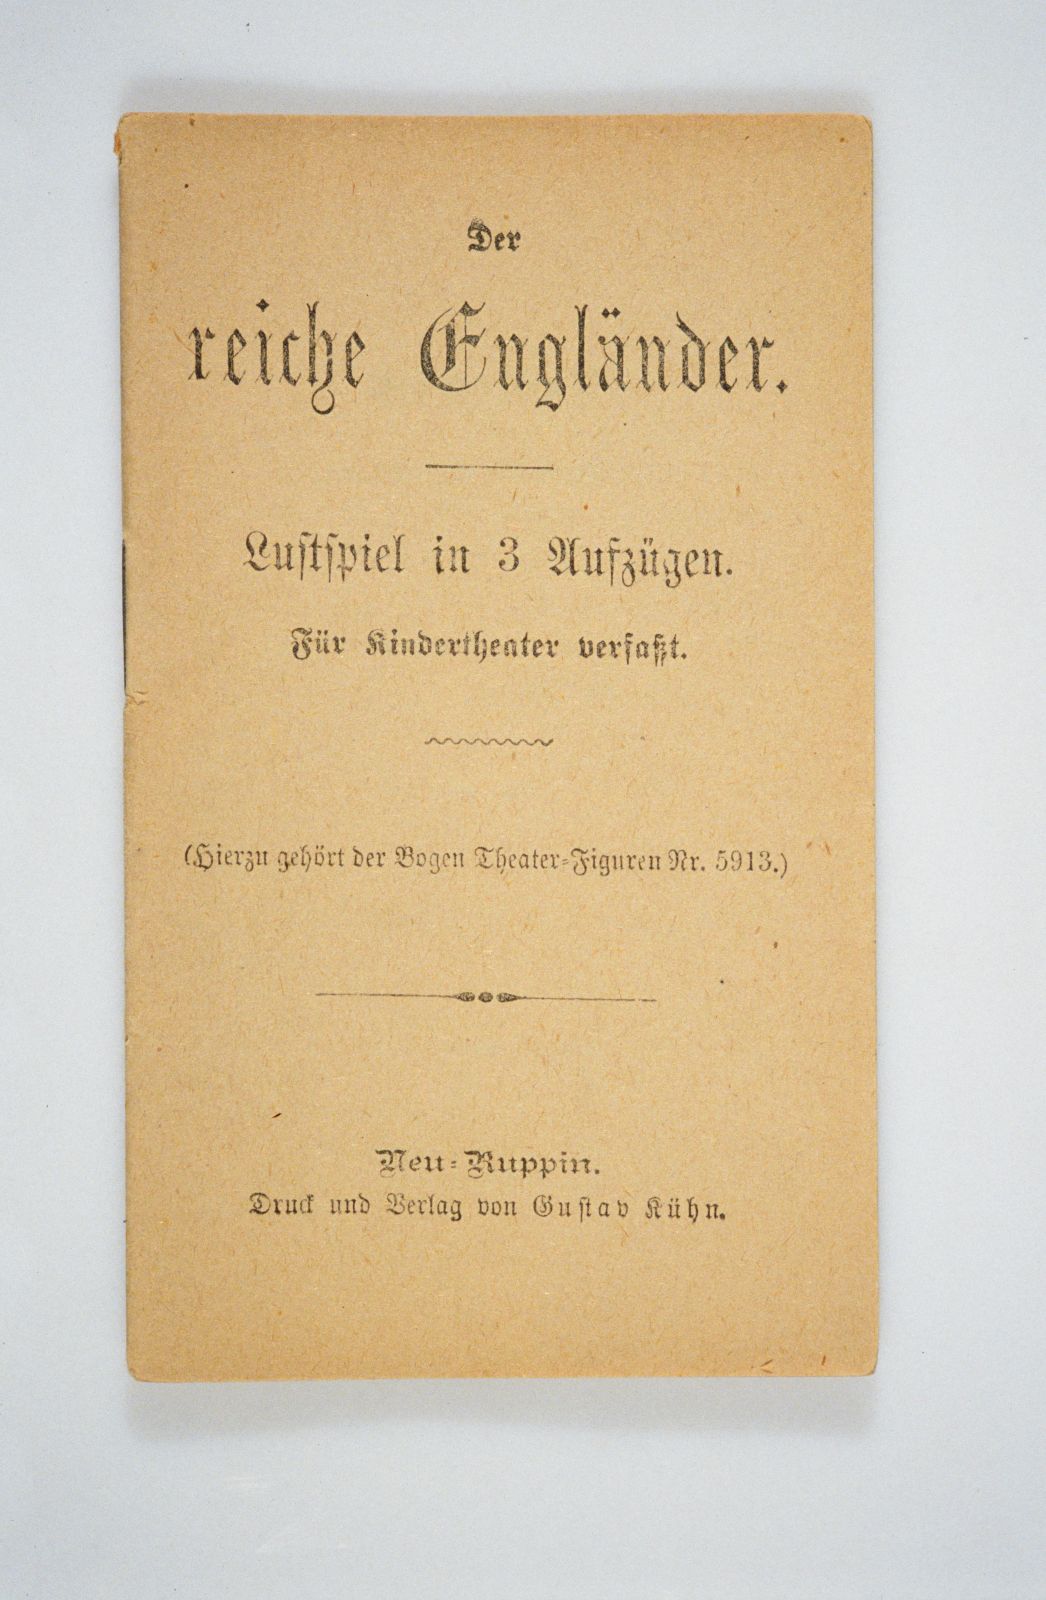 Der
reiche Engländer.
Luſtſpiel in 3 Aufzügen.
Für Kindertheater verfaßt.
(Hierzu gehört der Bogen Theater-Figuren Nr. 5913.)
Neu-Ruppin.
Druck und Verlag von Guſtav Kühn.